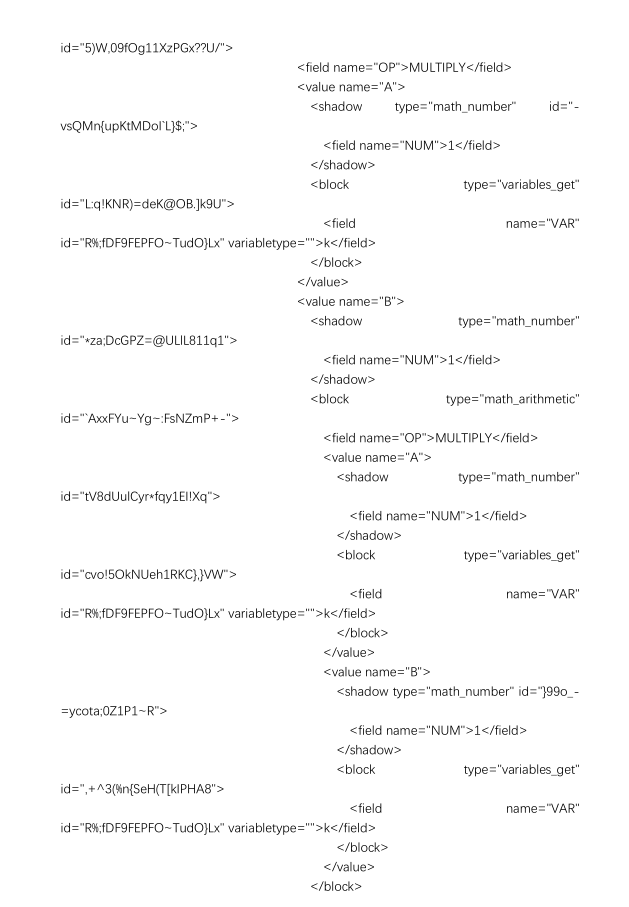 id="5)W,09fOg11XzPGx??U/">
<field name="OP">MULTIPLY</field>
<value name="A">
<shadow type="math_number" id="-
vsQMn{upKtMDoI`L}$;">
<field name="NUM">1</field>
</shadow>
<block type="variables_get"
id="L:q!KNR)=deK@OB.]k9U">
<field name="VAR"
id="R%;fDF9FEPFO~TudO}Lx" variabletype="">k</field>
</block>
</value>
<value name="B">
<shadow type="math_number"
id="*za;DcGPZ=@ULlL811q1">
<field name="NUM">1</field>
</shadow>
<block type="math_arithmetic"
id="`AxxFYu~Yg~:FsNZmP+-">
<field name="OP">MULTIPLY</field>
<value name="A">
<shadow type="math_number"
id="tV8dUulCyr*fqy1EI!Xq">
<field name="NUM">1</field>
</shadow>
<block type="variables_get"
id="cvo!5OkNUeh1RKC},}VW">
<field name="VAR"
id="R%;fDF9FEPFO~TudO}Lx" variabletype="">k</field>
</block>
</value>
<value name="B">
<shadow type="math_number" id="}99o_-
=ycota;0Z1P1~R">
<field name="NUM">1</field>
</shadow>
<block type="variables_get"
id=",+^3(%n{SeH(T[kIPHA8">
<field name="VAR"
id="R%;fDF9FEPFO~TudO}Lx" variabletype="">k</field>
</block>
</value>
</block>